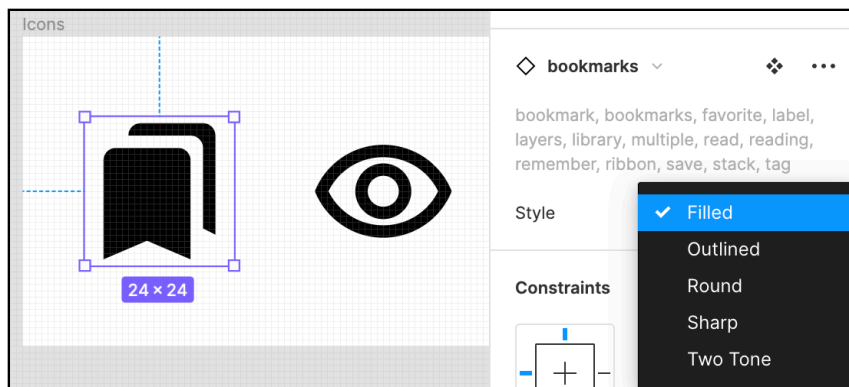 Icons
24 × 24
bookmarks
bookmark, bookmarks, favorite, label,
layers, library, multiple, read, reading,
remember, ribbon, save, stack, tag
Style
Filled
Outlined
Round
Sharp
Two Tone
Constraints